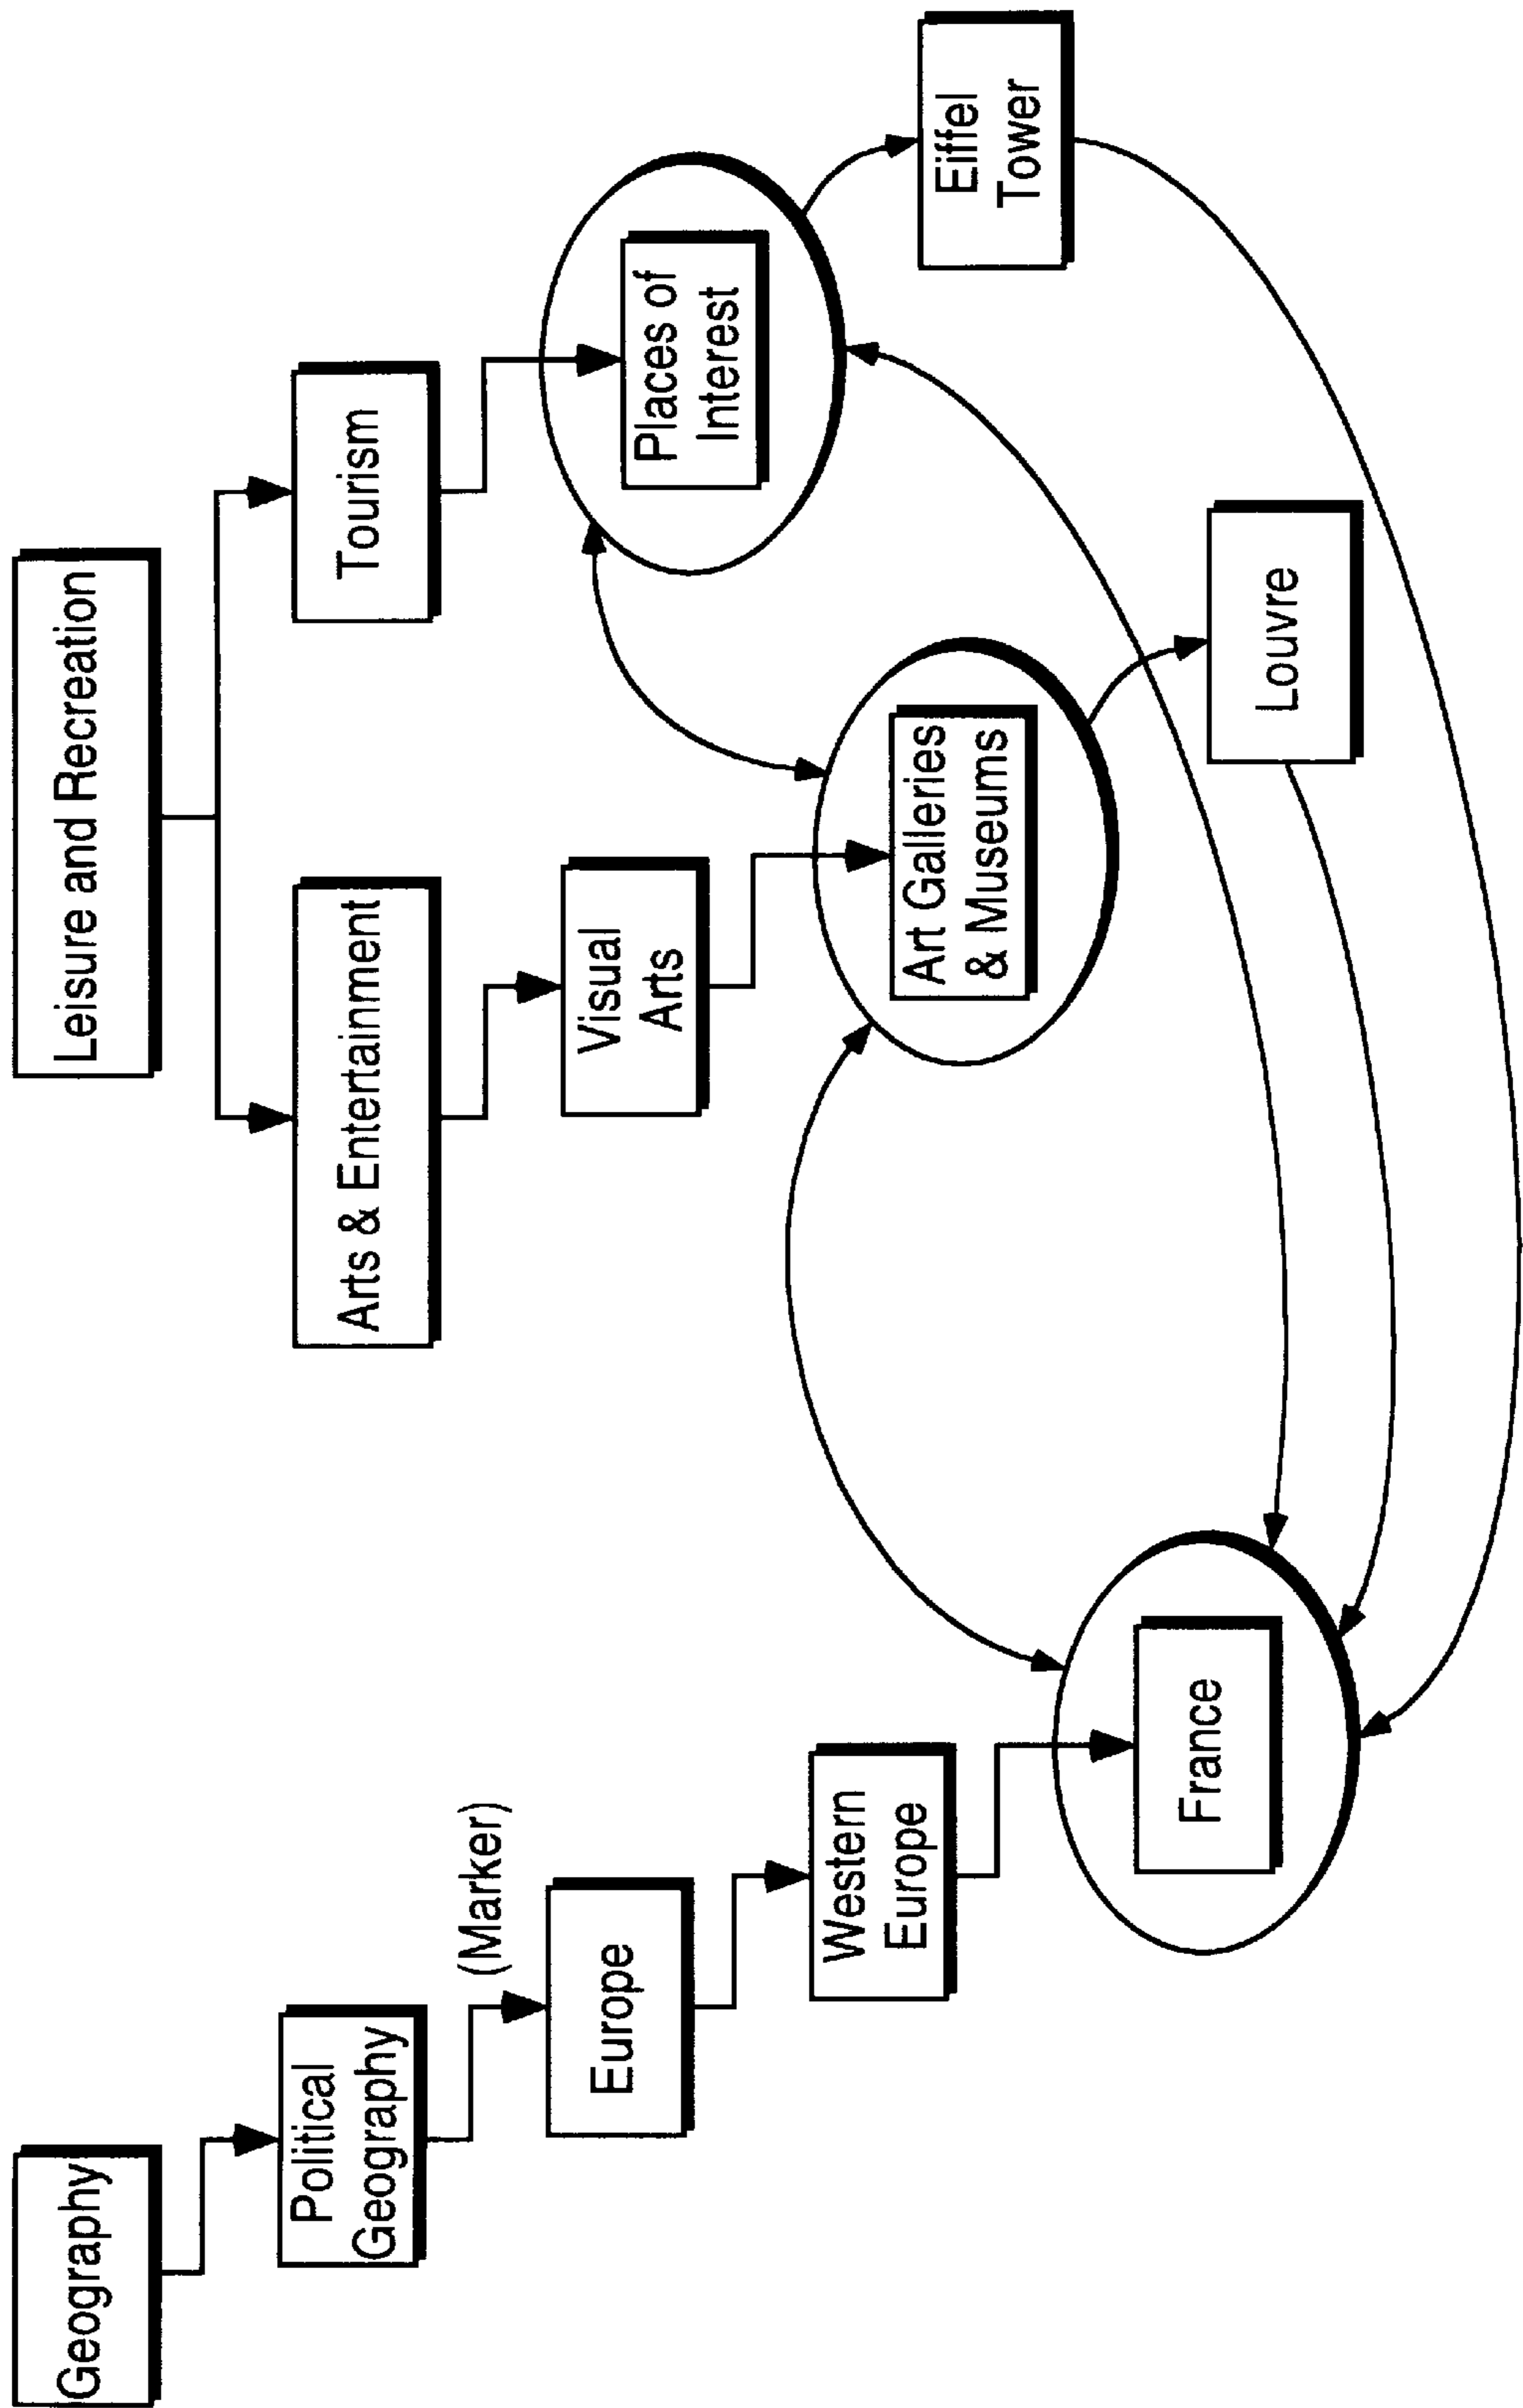 Geography
Political
Geography
(Marker)
Europe
Western
Europe
France
Leisure and Recreation
Arts & Entertainment
Visual
Arts
Art Galleries
& Museums
Louvre
Tourism
Places of
Interest
Eiffel
Tower